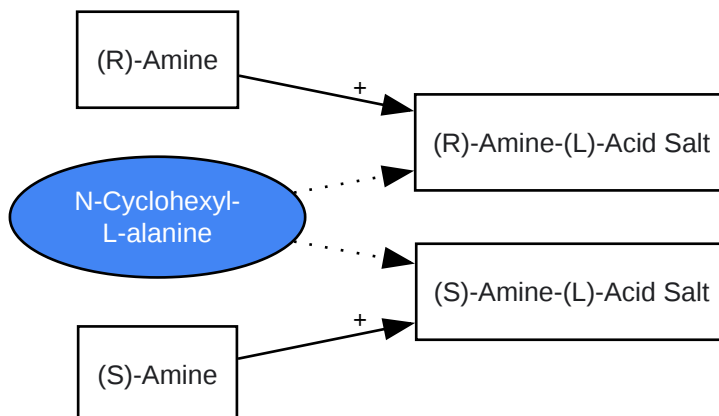 (R)-Amine
+
(R)-Amine-(L)-Acid Salt
N-Cyclohexyl-
L-alanine
(S)-Amine-(L)-Acid Salt
+
(S)-Amine